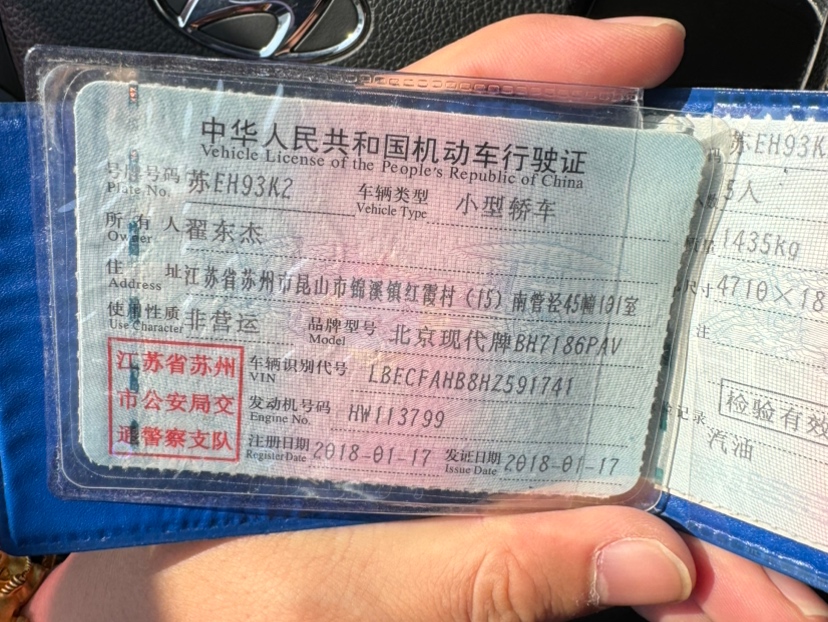 中华人民共和国机动车行驶证
Vehicle License of the People's Republic of China
号牌号码 苏EH93K2 车辆类型 小型轿车
Plate No. Vehicle Type
所有人 翟东杰
Owner
住址 江苏省苏州市昆山市锦溪镇红霞村(15)南管泾45幢101室
Address
使用性质 非营运 品牌型号 北京现代牌BH7186PAV
Use Character Model
江苏省苏州
市公安局交
通警察支队
车辆识别代号 LBECFAHB8HZ591741
VIN
发动机号码 HW113799
Engine No.
注册日期 2018-01-17 发证日期 2018-01-17
Register Date Issue Date
苏EH93K
5人
1435Kg
4710×18
注
检验有效
记录
汽油